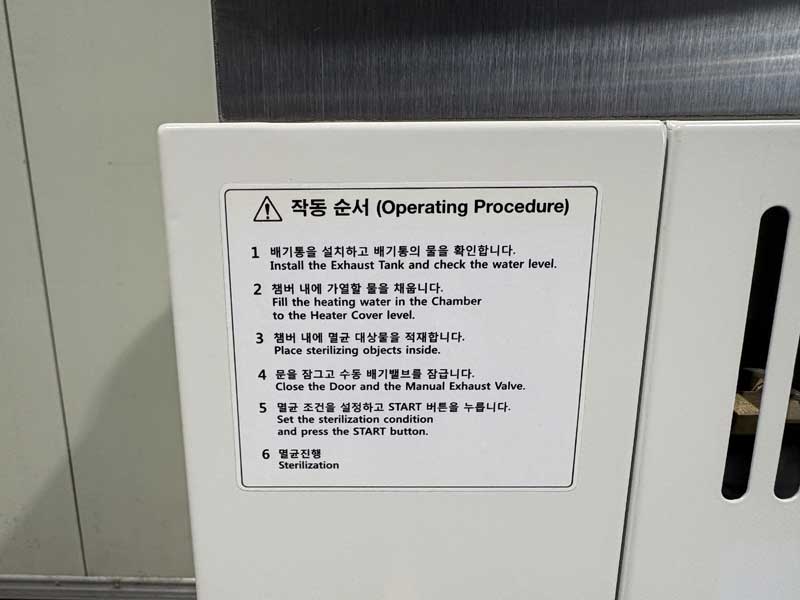 작동 순서 (Operating Procedure)
1 배기통을 설치하고 배기통의 물을 확인합니다.
Install the Exhaust Tank and check the water level.
2 챔버 내에 가열할 물을 채웁니다.
Fill the heating water in the Chamber
to the Heater Cover level.
3 챔버 내에 멸균 대상물을 적재합니다.
Place sterilizing objects inside.
4 문을 잠그고 수동 배기밸브를 잠급니다.
Close the Door and the Manual Exhaust Valve.
5 멸균 조건을 설정하고 START 버튼을 누릅니다.
Set the sterilization condition
and press the START button.
6 멸균진행
Sterilization